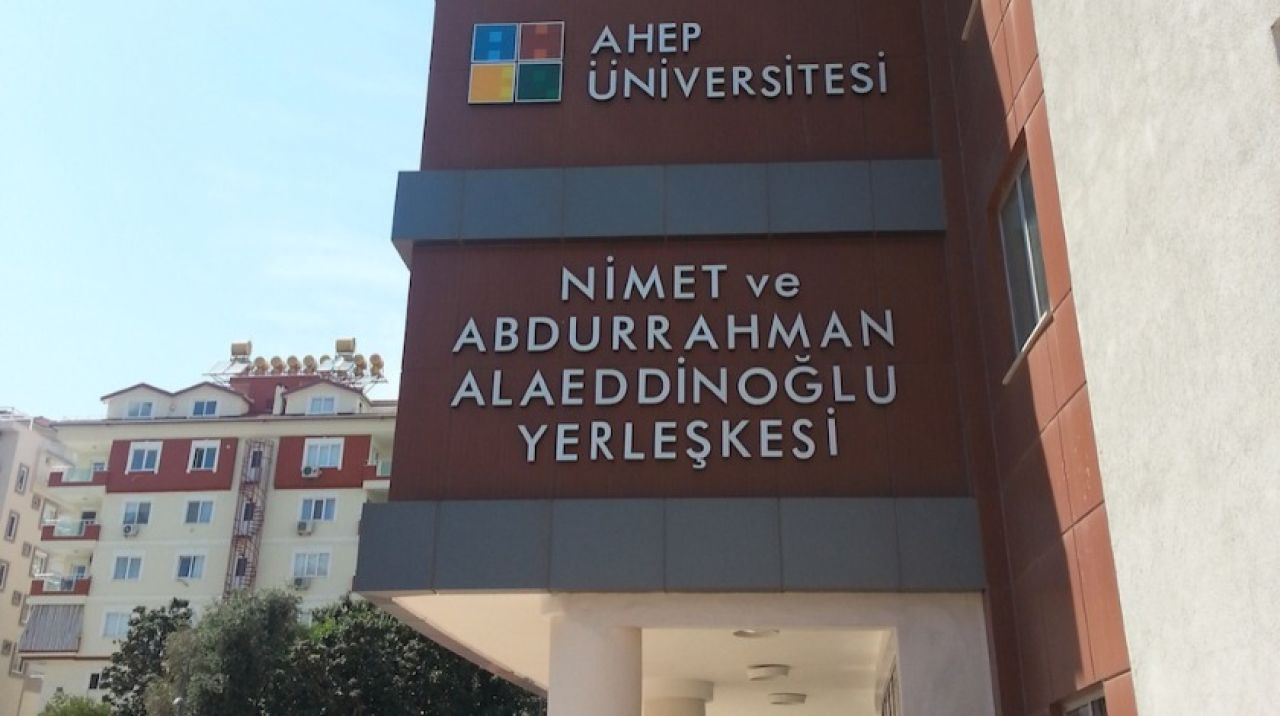 AHEP
ÜNİVERSİTESİ
NİMET ve
ABDURRAHMAN
ALAEDDİNOĞLU
YERLEŞKESİ